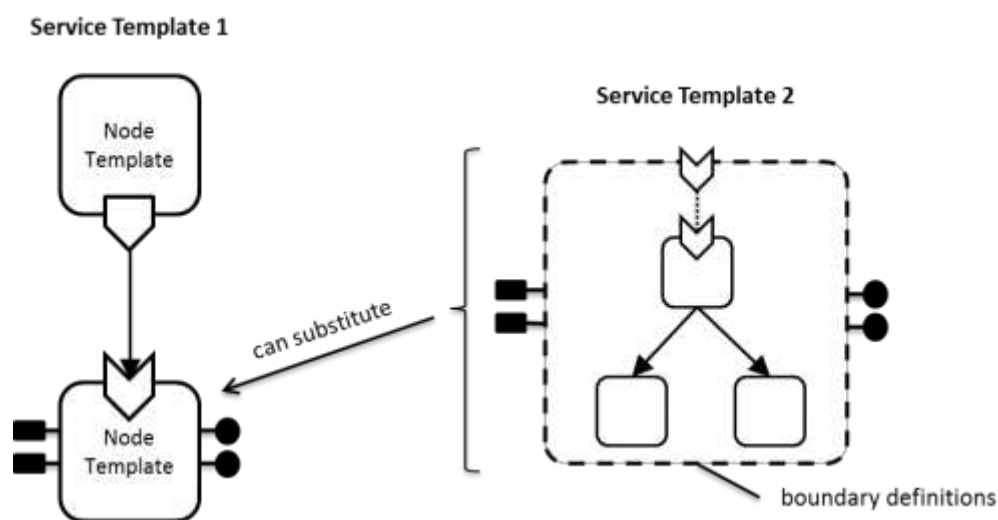 Service Template 1
Node
Template
Service Template 2
can substitute
Node
Template
boundary definitions